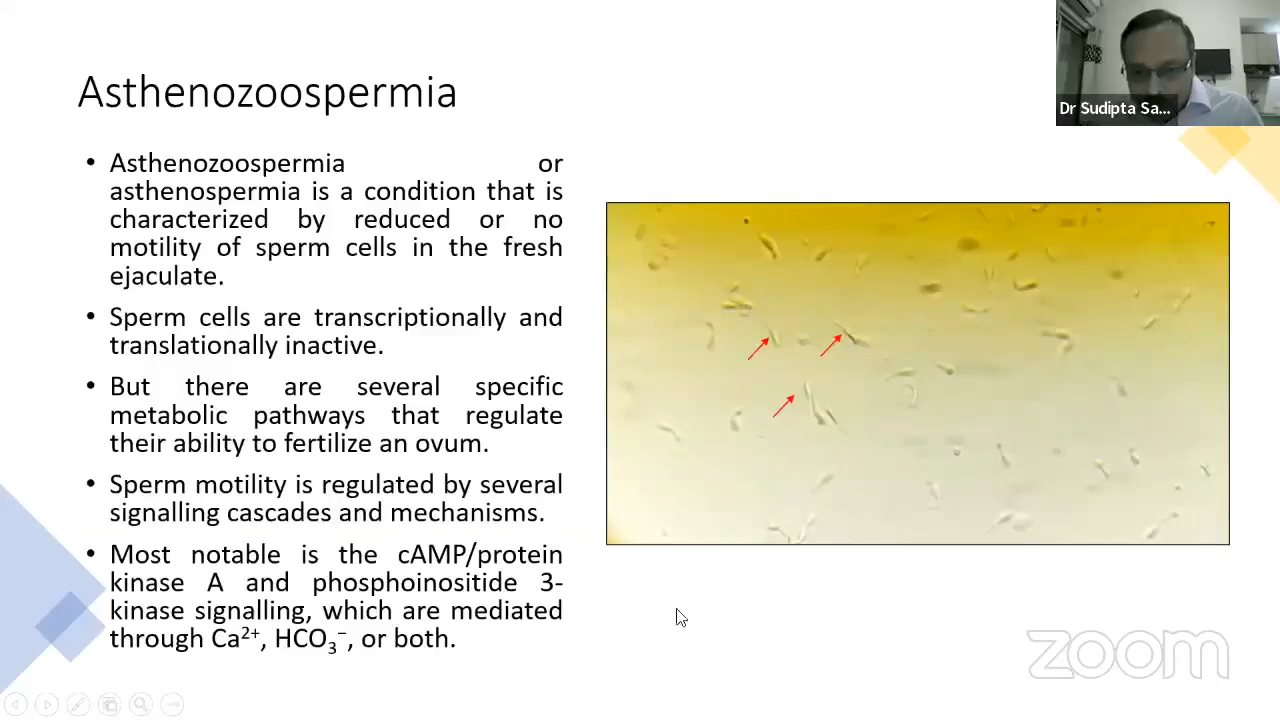 Dr Sudipta Sa...
Asthenozoospermia
• Asthenozoospermia or
asthenospermia is a condition that is
characterized by reduced or no
motility of sperm cells in the fresh
ejaculate.
• Sperm cells are transcriptionally and
translationally inactive.
• But there are several specific
metabolic pathways that regulate
their ability to fertilize an ovum.
• Sperm motility is regulated by several
signalling cascades and mechanisms.
• Most notable is the cAMP/protein
kinase A and phosphoinositide 3-
kinase signalling, which are mediated
through Ca²⁺, HCO₃⁻, or both.
zoom